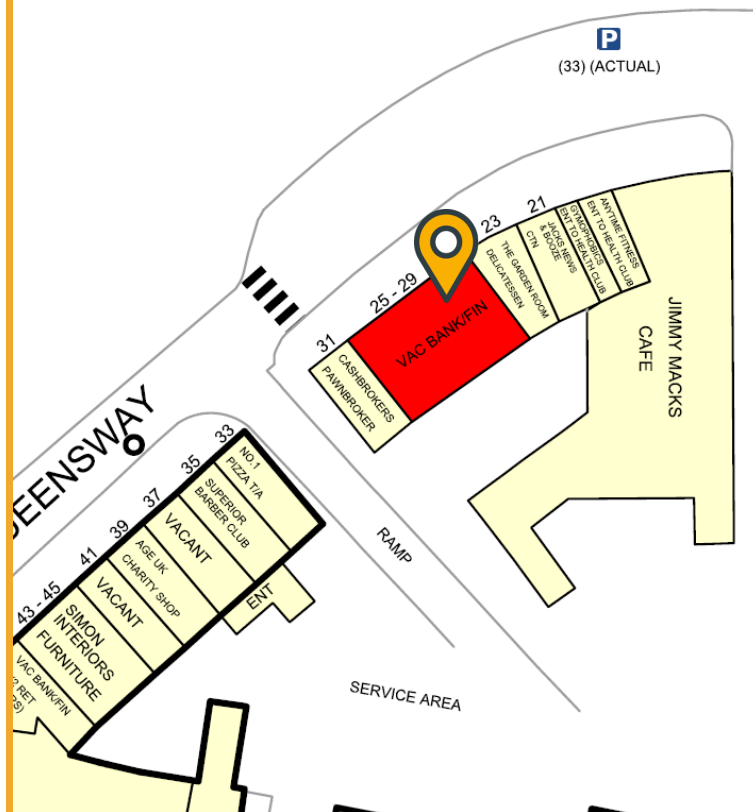 P
(33) (ACTUAL)
23
21
25 - 29
31
THE GARDEN ROOM
DELICATESSEN
JACKS NEWS
& BOOZE
CTN
GYMOPHOBICS
ENT TO HEALTH CLUB
ANYTIME FITNESS
ENT TO HEALTH CLUB
VAC BANK/FIN
CASHBROKERS
PAWNBROKER
JIMMY MACKS
CAFE
EENSWAY
33
35
37
39
41
43 - 45
NO.1
PIZZA T/A
SUPERIOR
BARBER CLUB
VACANT
AGE UK
CHARITY SHOP
VACANT
SIMON
INTERIORS
FURNITURE
VAC BANK/FIN
RET
ENT
RAMP
SERVICE AREA